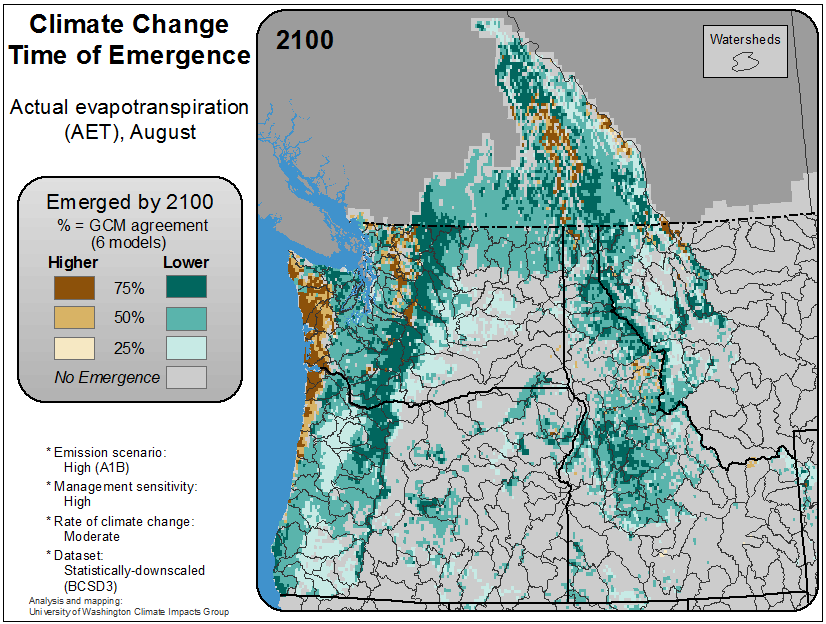 Climate Change
Time of Emergence
Actual evapotranspiration
(AET), August
Emerged by 2100
% = GCM agreement
(6 models)
Higher Lower
75%
50%
25%
No Emergence
* Emission scenario:
High (A1B)
* Management sensitivity:
High
* Rate of climate change:
Moderate
* Dataset:
Statistically-downscaled
(BCSD3)
Analysis and mapping:
University of Washington Climate Impacts Group
2100
Watersheds